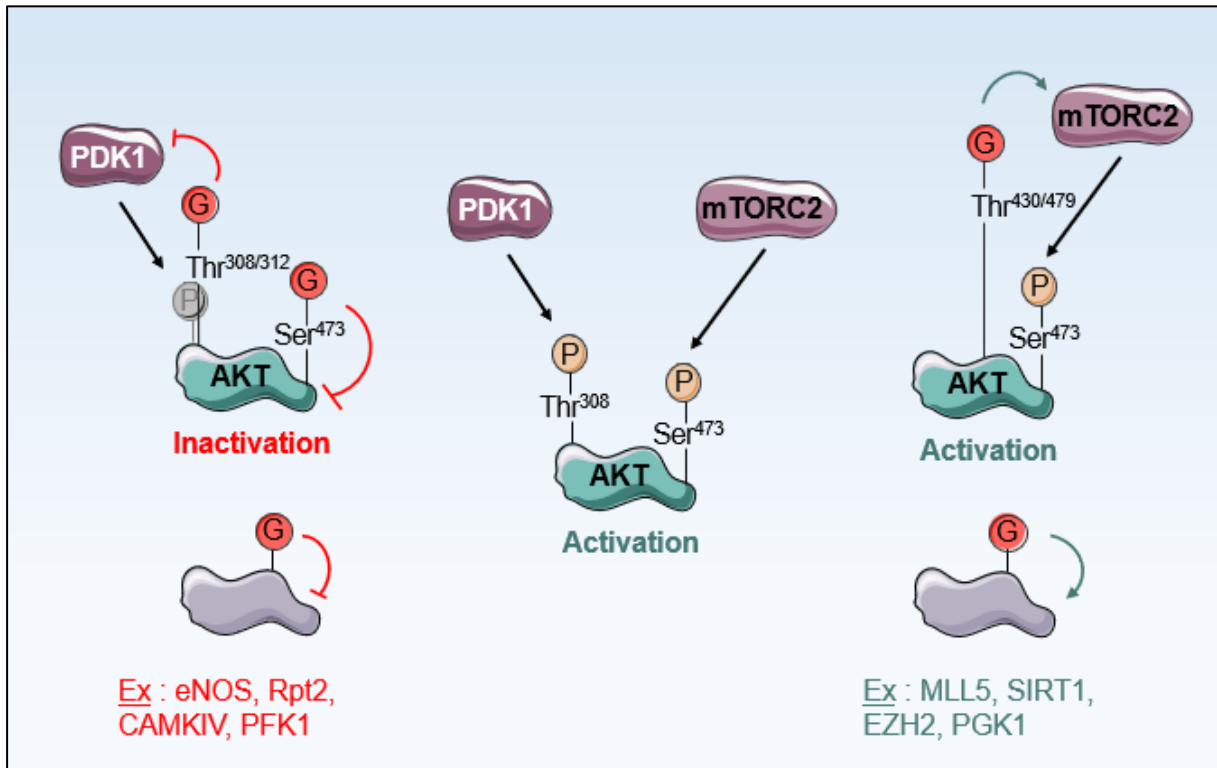 PDK1
G
Thr308/312
P
G
Ser473
AKT
Inactivation
G
Ex : eNOS, Rpt2,
CAMKIV, PFK1
PDK1
mTORC2
P
Thr308
P
Ser473
AKT
Activation
mTORC2
G
Thr430/479
P
Ser473
AKT
Activation
G
Ex : MLL5, SIRT1,
EZH2, PGK1